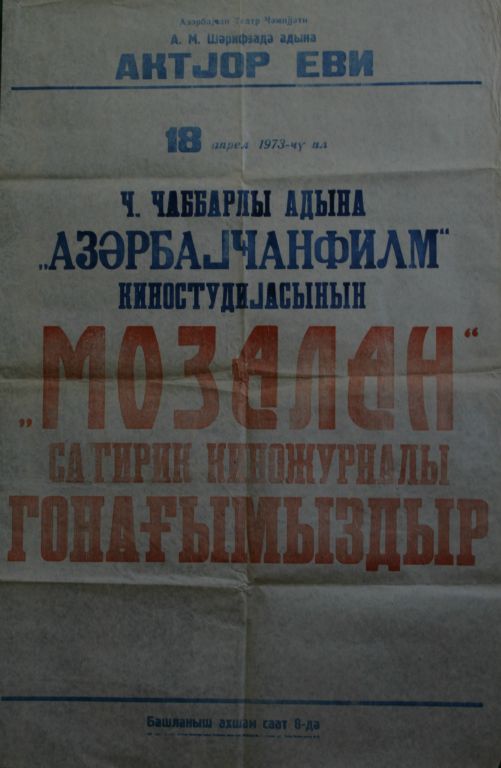 Азәрбајҹан Театр Ҹәмијјәти
А. М. Шәрифзадә адына
АКТЈОР ЕВИ
18 апрел 1973-ҹү ил
Ҹ. ҸАББАРЛЫ АДЫНА
„АЗӘРБАЈҸАНФИЛМ“
КИНОСТУДИЈАСЫНЫН
„МОЗАЛАН“
САТИРИК КИНОЖУРНАЛЫ
ГОНАҒЫМЫЗДЫР
Башланыш ахшам саат 8-дә